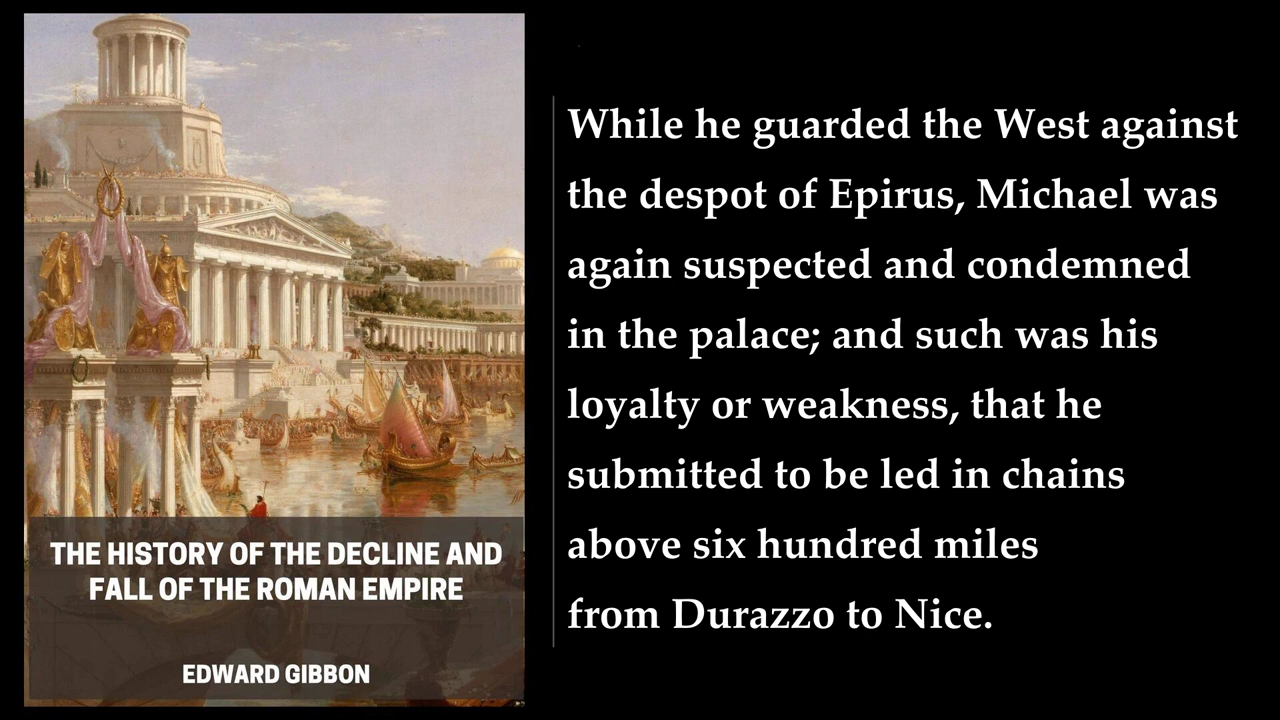 THE HISTORY OF THE DECLINE AND
FALL OF THE ROMAN EMPIRE
EDWARD GIBBON
While he guarded the West against
the despot of Epirus, Michael was
again suspected and condemned
in the palace; and such was his
loyalty or weakness, that he
submitted to be led in chains
above six hundred miles
from Durazzo to Nice.